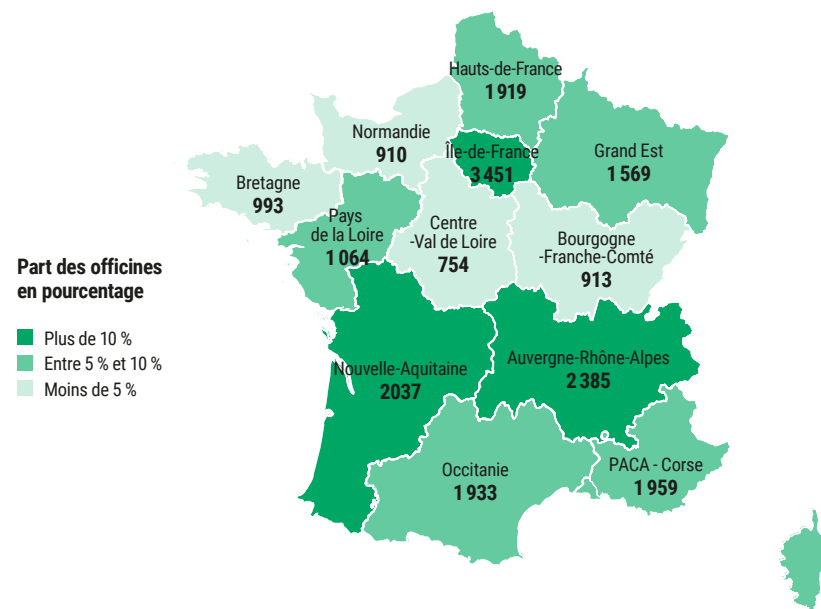 Hauts-de-France
1 919
Normandie
910
Île-de-France
3 451
Grand Est
1 569
Bretagne
993
Pays
de la Loire
1 064
Centre
-Val de Loire
754
Bourgogne
-Franche-Comté
913
Part des officines
en pourcentage
Plus de 10 %
Entre 5 % et 10 %
Moins de 5 %
Nouvelle-Aquitaine
2037
Auvergne-Rhône-Alpes
2 385
Occitanie
1 933
PACA - Corse
1 959